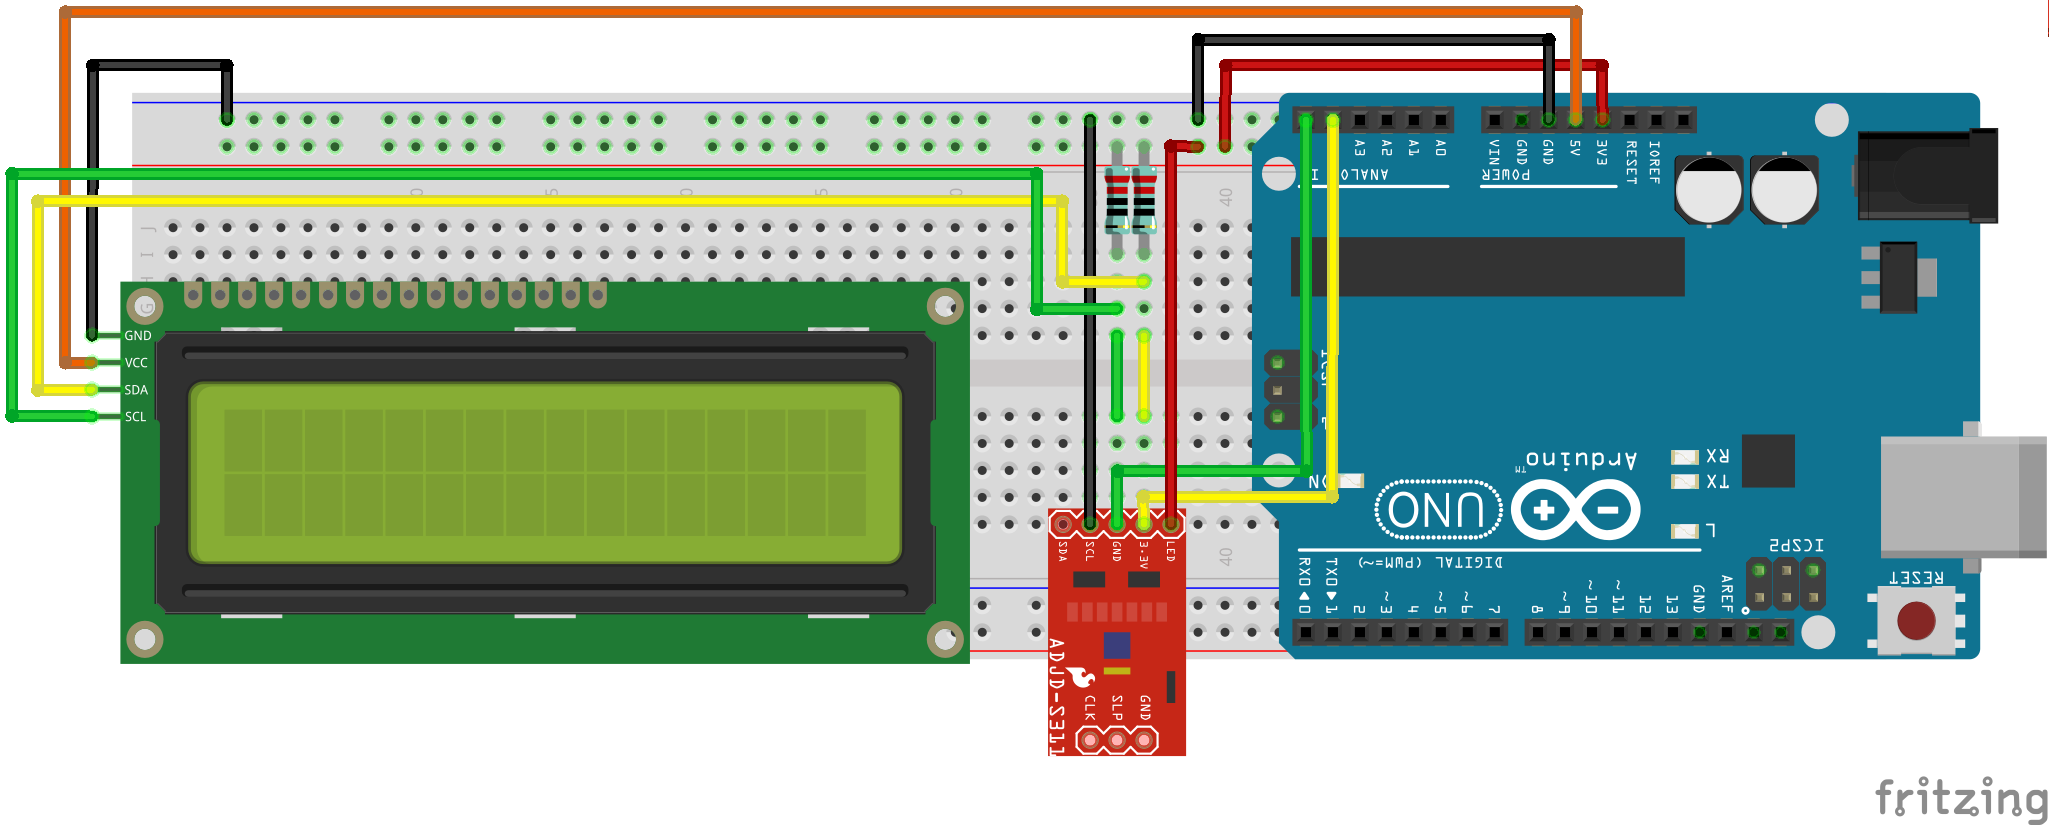 GND
VCC
SDA
SCL
J
I
G
40
40
A3
A2
A1
A0
ANALOG I
VIN
GND
GND
5V
3V3
RESET
IOREF
POWER
ON
Arduino™
UNO
RX
TX
L
ICSP2
ICSP
RESET
DIGITAL (PWM=~)
RX0
TX0
0
1
2
~3
4
~5
~6
7
8
~9
~10
~11
12
13
GND
AREF
SDA
SCL
GND
3.3V
LED
ADJD-S311
CLK
SLP
GND
fritzing